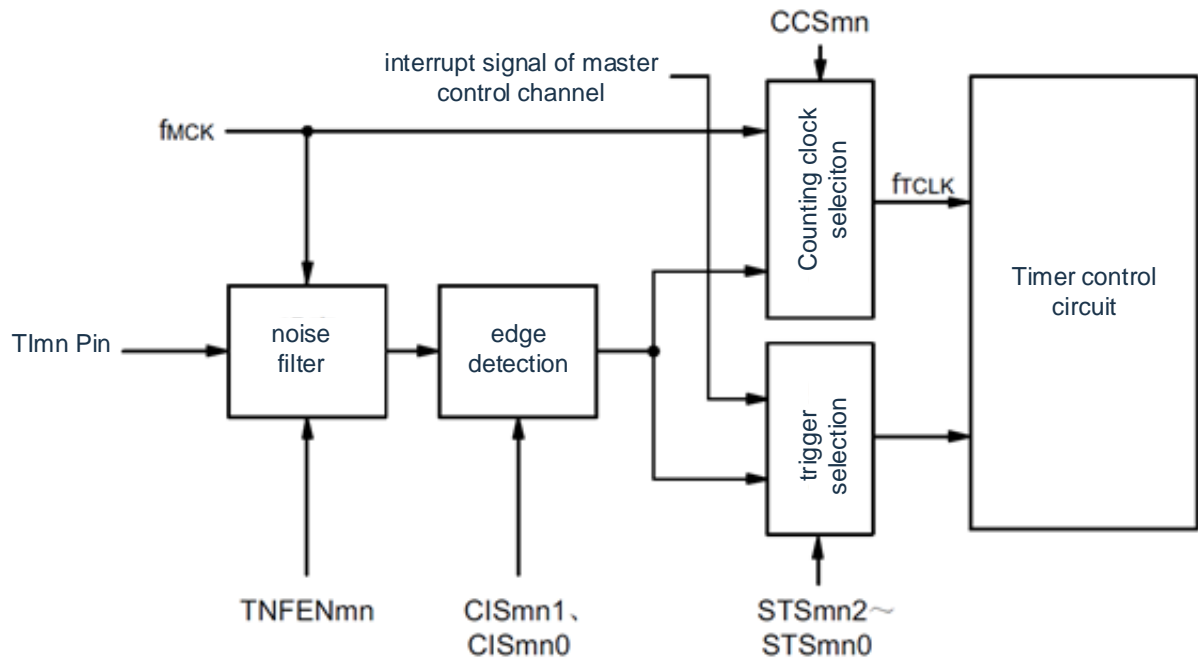 CCSmn
interrupt signal of master
control channel
fMCK
Counting clock
seleciton
fTCLK
Timer control
circuit
TImn Pin
noise
filter
edge
detection
trigger
selection
TNFENmn
CISmn1、
CISmn0
STSmn2～
STSmn0